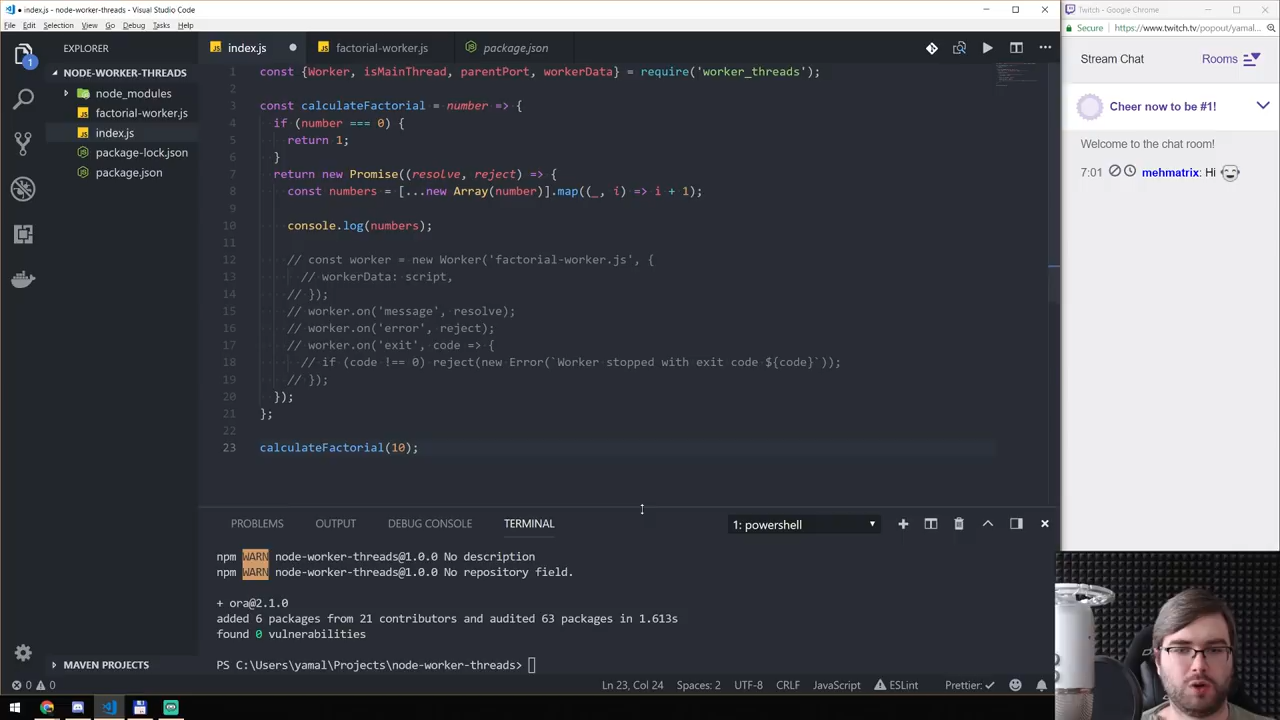 index.js - node-worker-threads - Visual Studio Code
File Edit Selection View Go Debug Tasks Help
EXPLORER
NODE-WORKER-THREADS
node_modules
factorial-worker.js
index.js
package-lock.json
package.json
MAVEN PROJECTS
1
index.js factorial-worker.js package.json
1 const {Worker, isMainThread, parentPort, workerData} = require('worker_threads');
2
3 const calculateFactorial = number => {
4 if (number === 0) {
5 return 1;
6 }
7 return new Promise((resolve, reject) => {
8 const numbers = [...new Array(number)].map((_, i) => i + 1);
9
10 console.log(numbers);
11
12 // const worker = new Worker('factorial-worker.js', {
13 // workerData: script,
14 // });
15 // worker.on('message', resolve);
16 // worker.on('error', reject);
17 // worker.on('exit', code => {
18 // if (code !== 0) reject(new Error(`Worker stopped with exit code ${code}`));
19 // });
20 });
21 };
22
23 calculateFactorial(10);
PROBLEMS OUTPUT DEBUG CONSOLE TERMINAL 1: powershell
npm WARN node-worker-threads@1.0.0 No description
npm WARN node-worker-threads@1.0.0 No repository field.
+ ora@2.1.0
added 6 packages from 21 contributors and audited 63 packages in 1.613s
found 0 vulnerabilities
PS C:\Users\yamal\Projects\node-worker-threads>
0 0 Ln 23, Col 24 Spaces: 2 UTF-8 CRLF JavaScript ESLint Prettier:
Twitch - Google Chrome
Secure https://www.twitch.tv/popout/yamal...
Stream Chat Rooms
Cheer now to be #1!
Welcome to the chat room!
7:01 mehmatrix: Hi